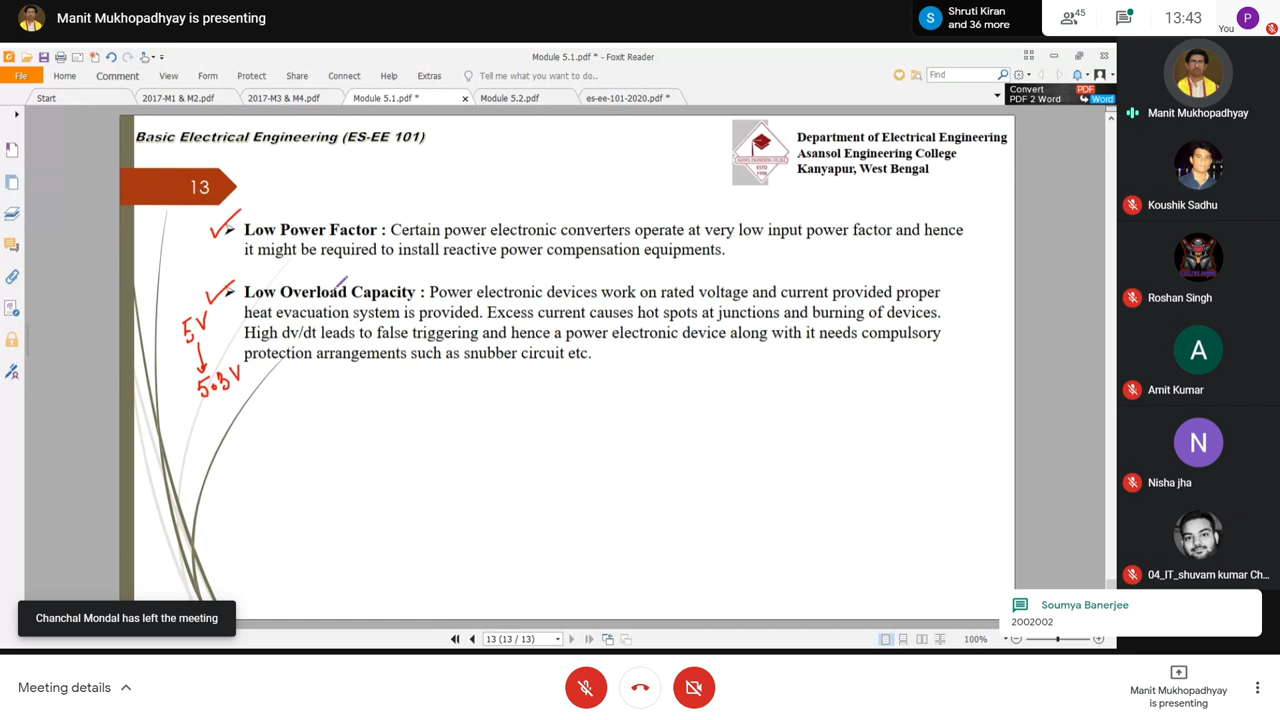 Manit Mukhopadhyay is presenting
S
Shruti Kiran
and 36 more
45
13:43
You
P
Module 5.1.pdf * - Foxit Reader
File
Home
Comment
View
Form
Protect
Share
Connect
Help
Extras
Tell me what you want to do..
Find
Start
2017-M1 & M2.pdf
2017-M3 & M4.pdf
Module 5.1.pdf *
Module 5.2.pdf
es-ee-101-2020.pdf *
Convert PDF
PDF 2 Word Word
Basic Electrical Engineering (ES-EE 101)
Department of Electrical Engineering
Asansol Engineering College
Kanyapur, West Bengal
13
Low Power Factor : Certain power electronic converters operate at very low input power factor and hence
it might be required to install reactive power compensation equipments.
Low Overload Capacity : Power electronic devices work on rated voltage and current provided proper
heat evacuation system is provided. Excess current causes hot spots at junctions and burning of devices.
High dv/dt leads to false triggering and hence a power electronic device along with it needs compulsory
protection arrangements such as snubber circuit etc.
5V
5.3V
Manit Mukhopadhyay
Koushik Sadhu
Roshan Singh
A
Amit Kumar
N
Nisha jha
04_IT_shuvam kumar Ch...
Chanchal Mondal has left the meeting
Soumya Banerjee
2002002
13 (13 / 13)
100%
Meeting details
Manit Mukhopadhyay
is presenting